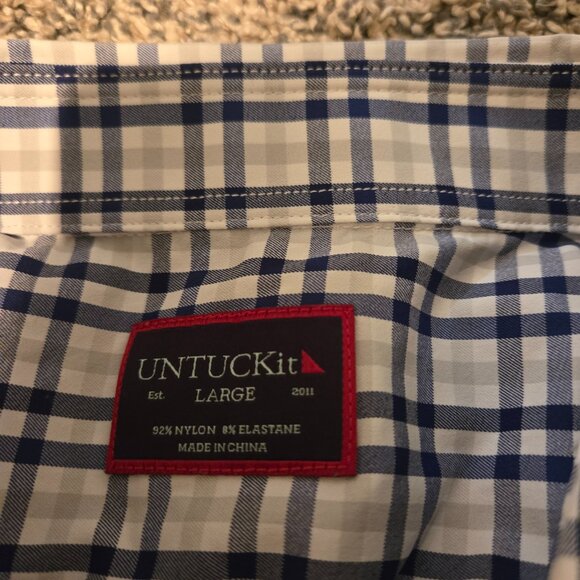 UNTUCKit
Est. LARGE 2011
92% NYLON 8% ELASTANE
MADE IN CHINA